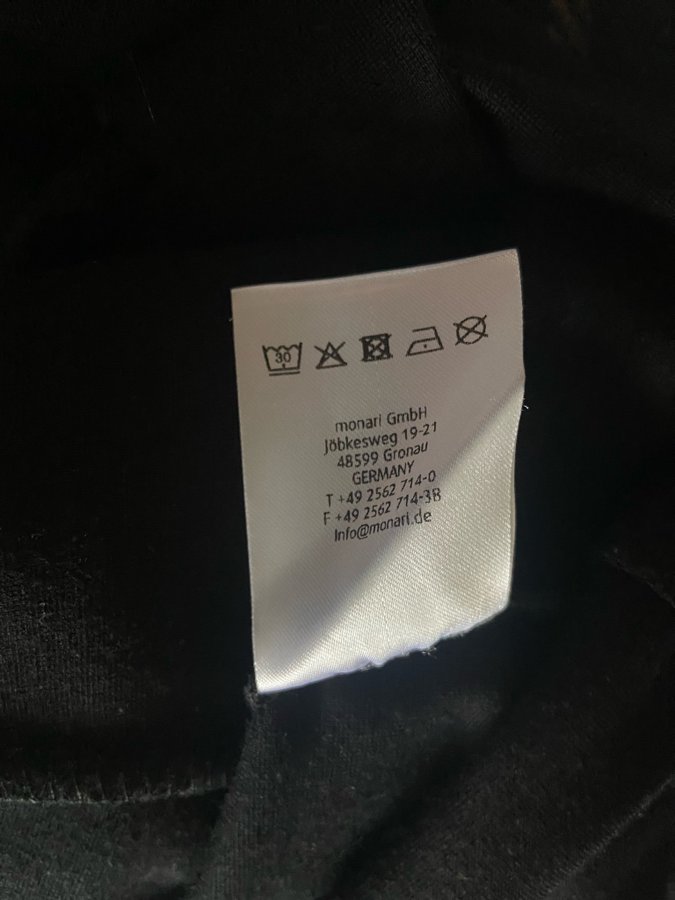 30
monari GmbH
Jöbkesweg 19-21
48599 Gronau
GERMANY
T +49 2562 714-0
F +49 2562 714-38
Info@monari.de